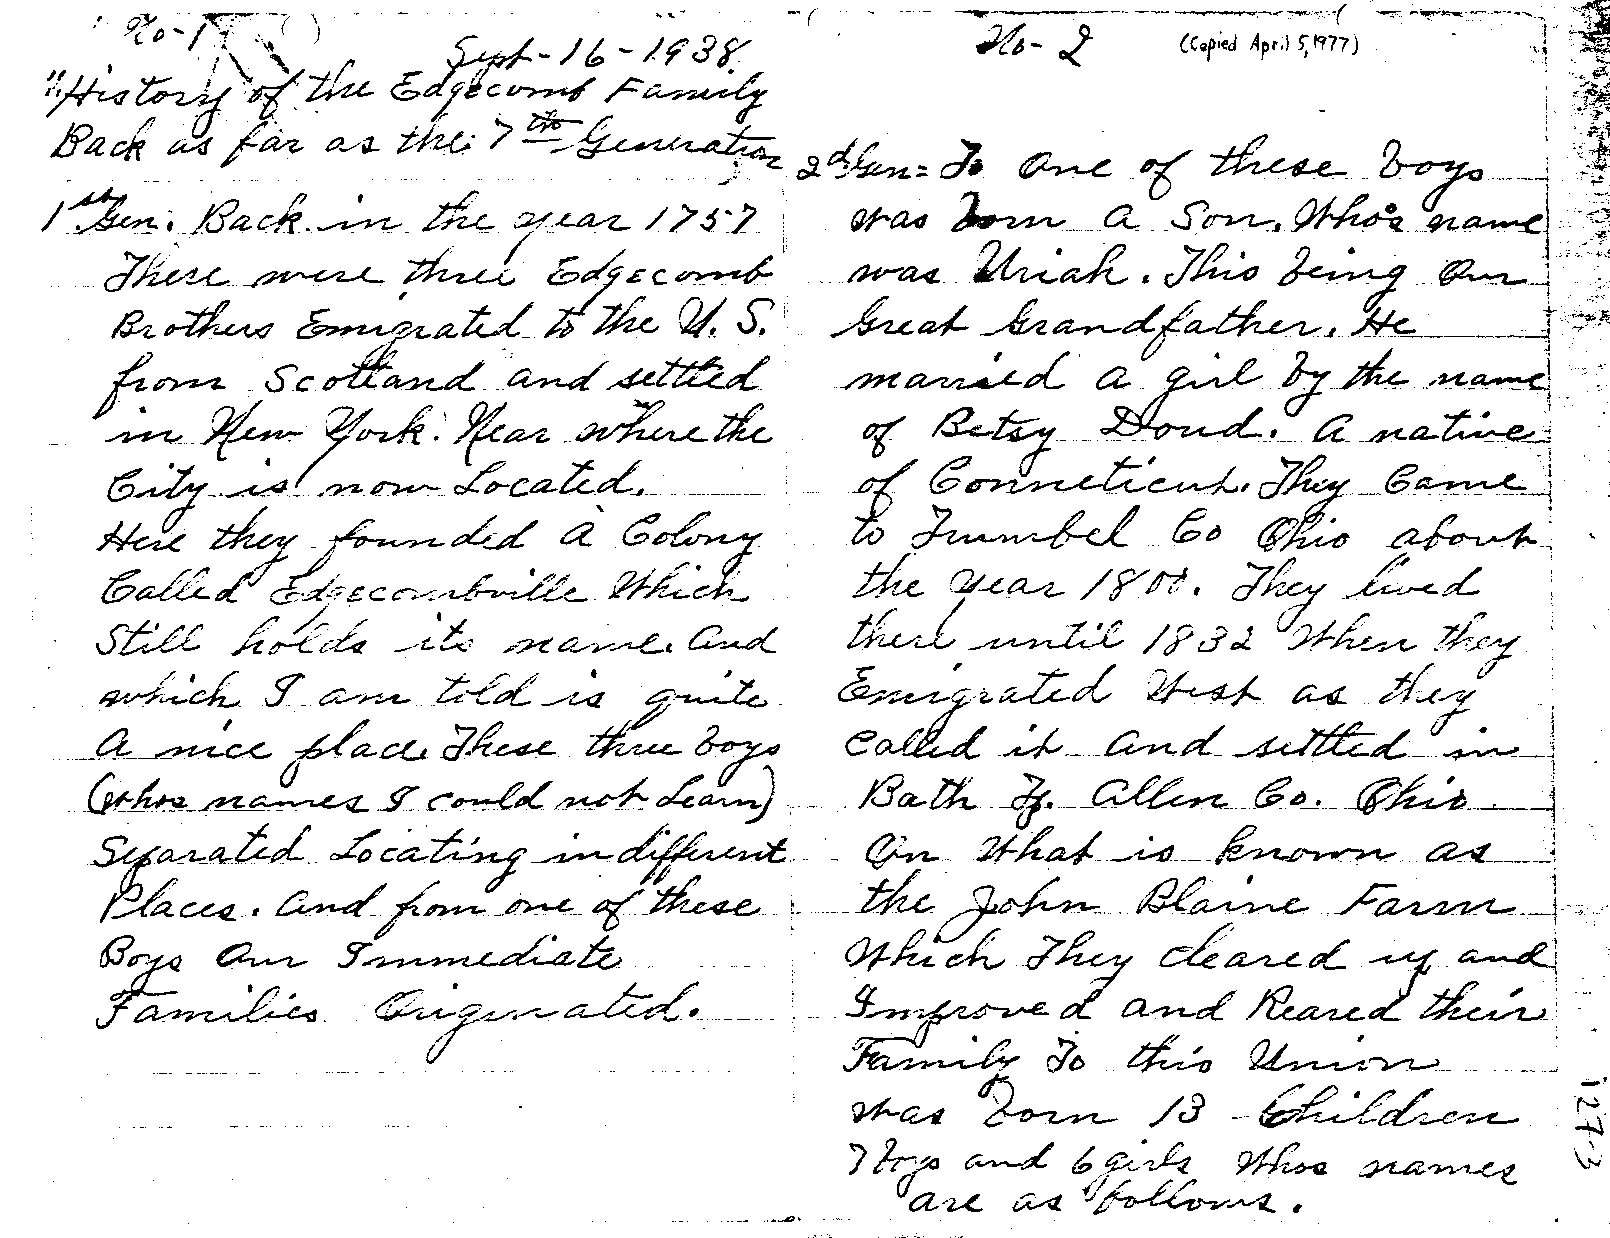 No-1
Sept-16-1938.
"History of the Edgecomb Family
Back as far as the 7th Generation
1st Gen. Back in the year 1757
There were three Edgecomb
Brothers Emigrated to the U. S.
from Scotland and settled
in New York. Near where the
City is now Located.
Here they founded a Colony
Called Edgecombville Which
Still holds its name. And
which I am told is quite
A nice place. These three boys
(whos names I could not Learn)
Separated Locating in different
Places. And from one of these
Boys Our Immediate
Families Originated.
No-2
(Copied April 5, 1977)
2d Gen= To one of these boys
was born a Son. Who's name
was Uriah. This being Our
Great Grandfather. He
married a girl by the name
of Betsy Doud. A native
of Conneticut. They Came
to Trumbel Co Ohio about
the year 1800. They lived
there until 1832 When they
Emigrated West as they
called it and settled in
Bath Tp. Allen Co. Ohio
On What is known as
the John Blaine Farm
Which They cleared up and
Improved and Reared their
Family To this Union
was born 13 Children
7 boys and 6 girls Whos names
are as follows.
127-3